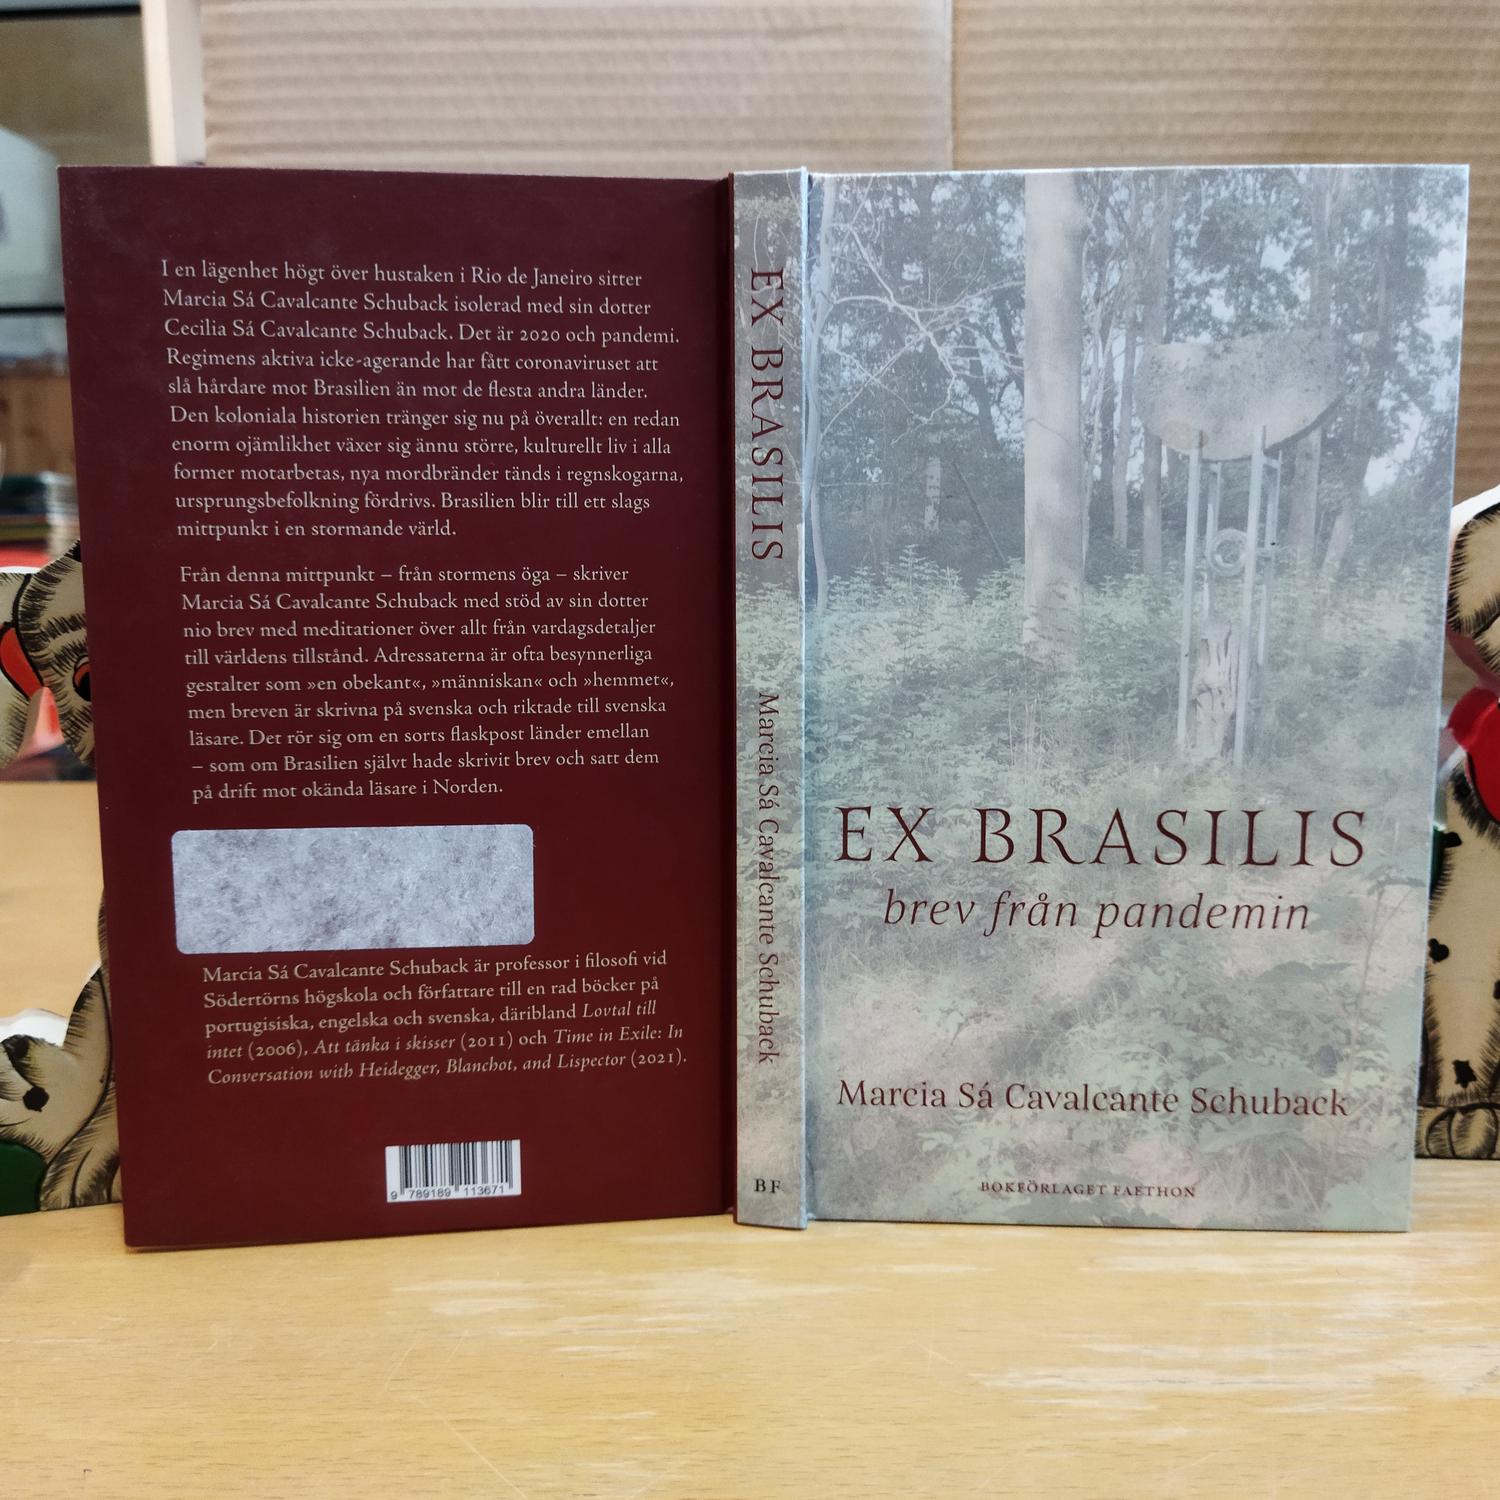 I en lägenhet högt över hustaken i Rio de Janeiro sitter
Marcia Sá Cavalcante Schuback isolerad med sin dotter
Cecilia Sá Cavalcante Schuback. Det är 2020 och pandemi.
Regimens aktiva icke-agerande har fått coronaviruset att
slå hårdare mot Brasilien än mot de flesta andra länder.
Den koloniala historien tränger sig nu på överallt: en redan
enorm ojämlikhet växer sig ännu större, kulturellt liv i alla
former motarbetas, nya mordbränder tänds i regnskogarna,
ursprungsbefolkning fördrivs. Brasilien blir till ett slags
mittpunkt i en stormande värld.
Från denna mittpunkt – från stormens öga – skriver
Marcia Sá Cavalcante Schuback med stöd av sin dotter
nio brev med meditationer över allt från vardagsdetaljer
till världens tillstånd. Adressaterna är ofta besynnerliga
gestalter som »en obekant«, »människan« och »hemmet«,
men breven är skrivna på svenska och riktade till svenska
läsare. Det rör sig om en sorts flaskpost länder emellan
– som om Brasilien självt hade skrivit brev och satt dem
på drift mot okända läsare i Norden.
Marcia Sá Cavalcante Schuback är professor i filosofi vid
Södertörns högskola och författare till en rad böcker på
portugisiska, engelska och svenska, däribland Lovtal till
intet (2006), Att tänka i skisser (2011) och Time in Exile: In
Conversation with Heidegger, Blanchot, and Lispector (2021).
9 789189 113671
EX BRASILIS
Marcia Sá Cavalcante Schuback
BF
EX BRASILIS
brev från pandemin
Marcia Sá Cavalcante Schuback
BOKFÖRLAGET FAETHON